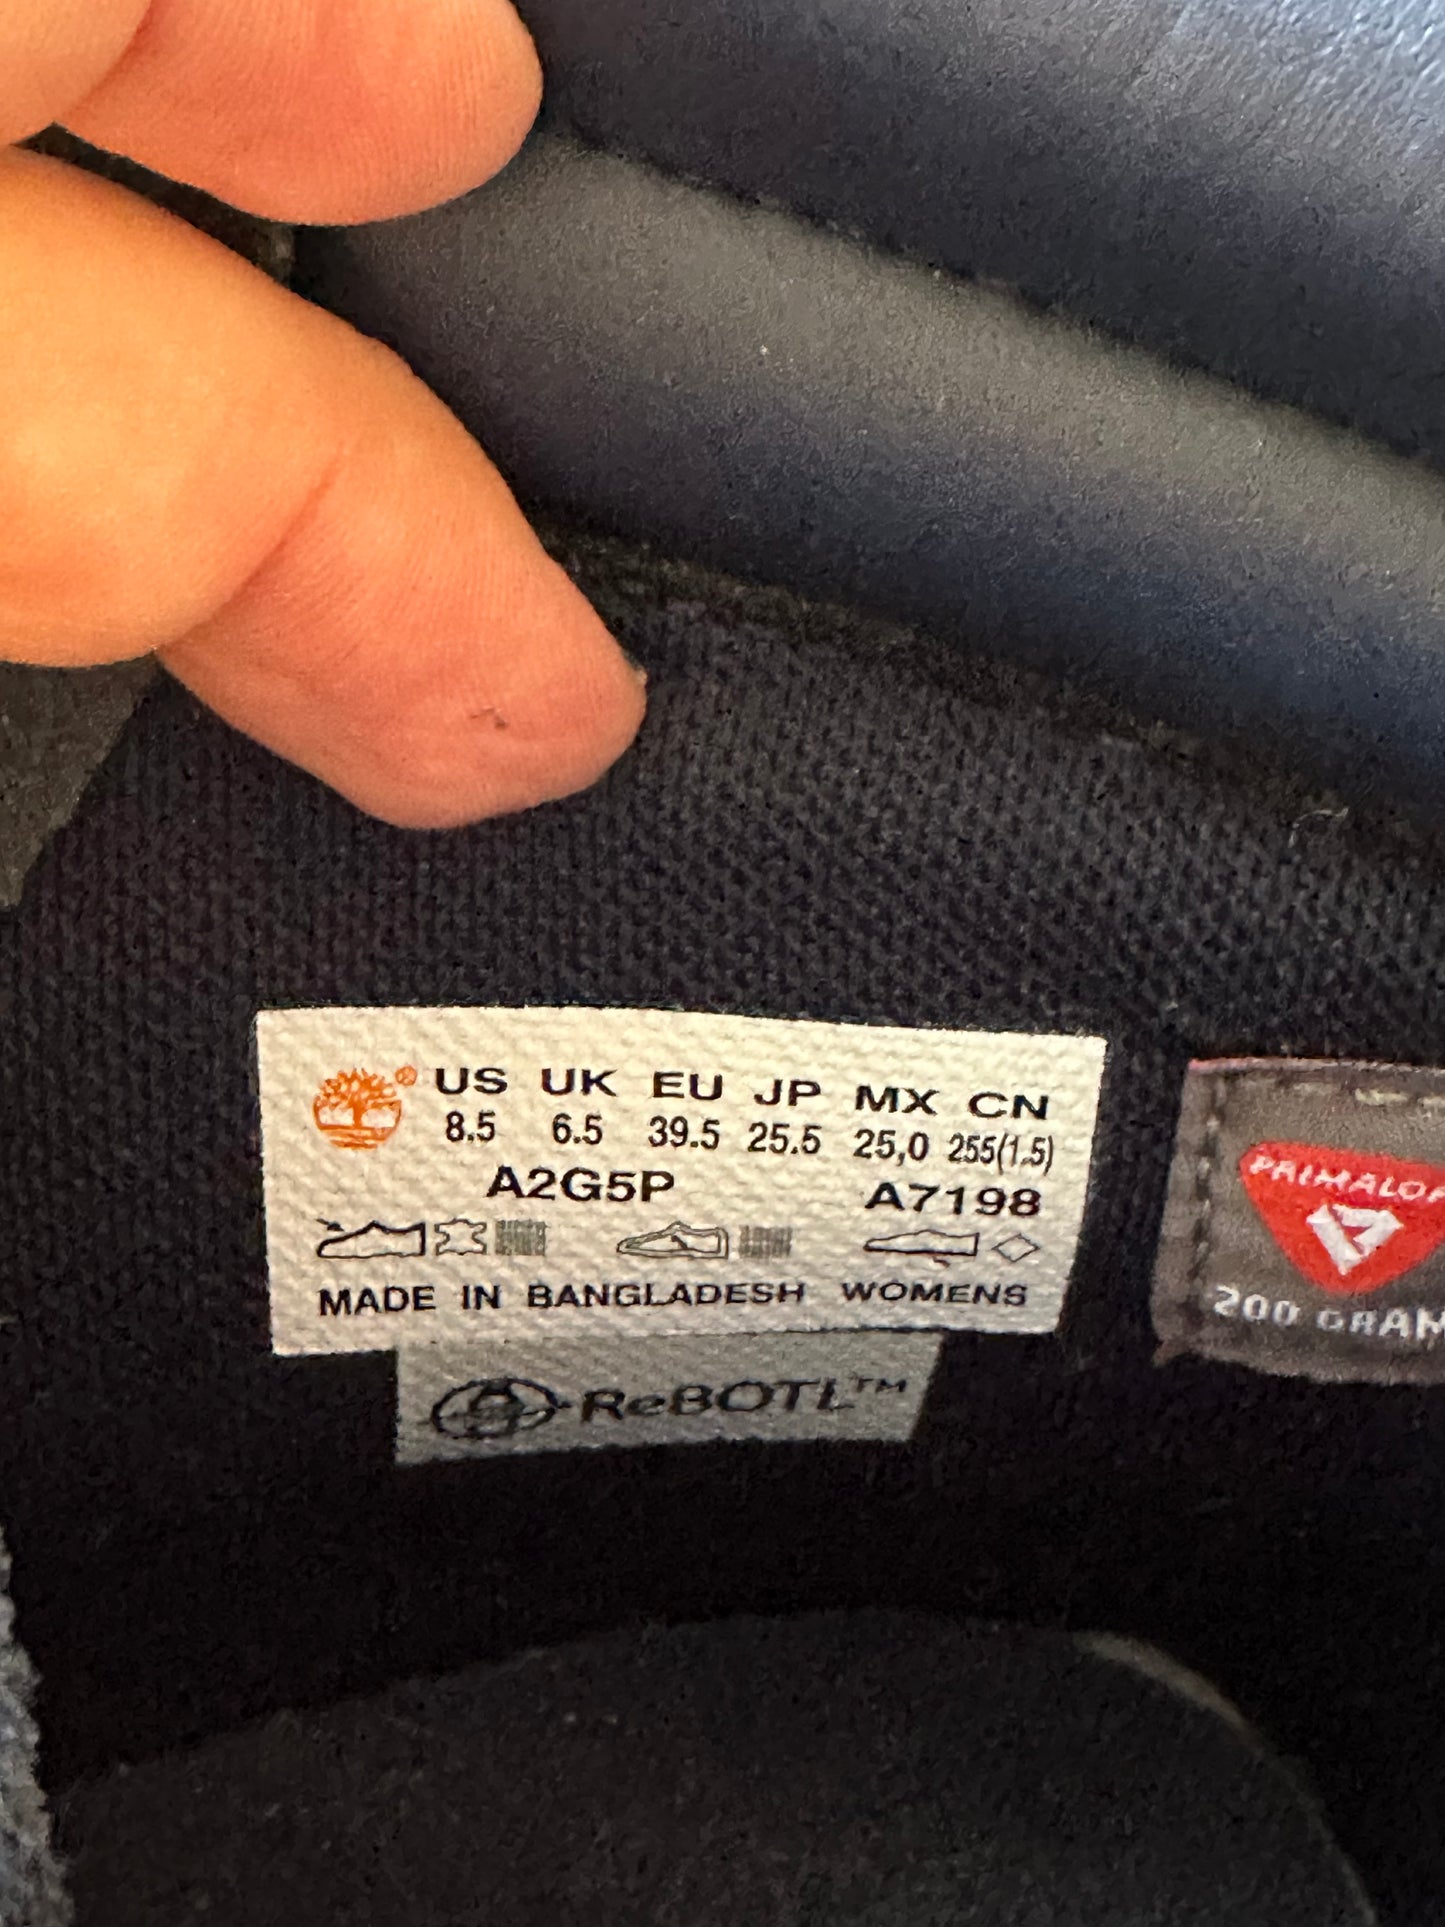 ® US UK EU JP MX CN
8.5 6.5 39.5 25.5 25,0 255(1.5)
A2G5P A7198
MADE IN BANGLADESH WOMENS
ReBOTL™
PRIMALOF
200 GRAM